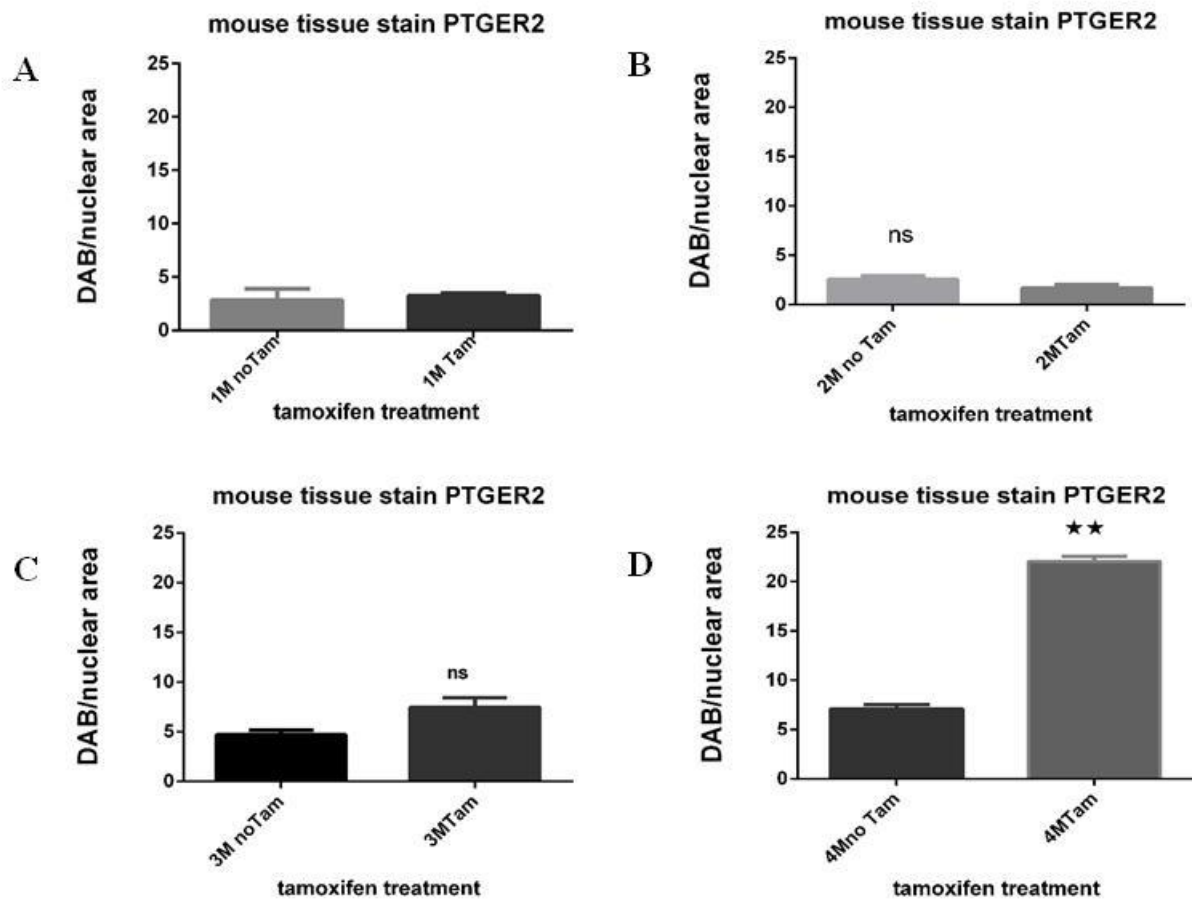 A
mouse tissue stain PTGER2
DAB/nuclear area
25
20
15
10
5
0
1M noTam
1M Tam
tamoxifen treatment
B
mouse tissue stain PTGER2
DAB/nuclear area
25
20
15
10
5
0
ns
2M no Tam
2MTam
tamoxifen treatment
C
mouse tissue stain PTGER2
DAB/nuclear area
25
20
15
10
5
0
ns
3M noTam
3MTam
tamoxifen treatment
D
mouse tissue stain PTGER2
DAB/nuclear area
25
20
15
10
5
0
★★
4Mno Tam
4MTam
tamoxifen treatment